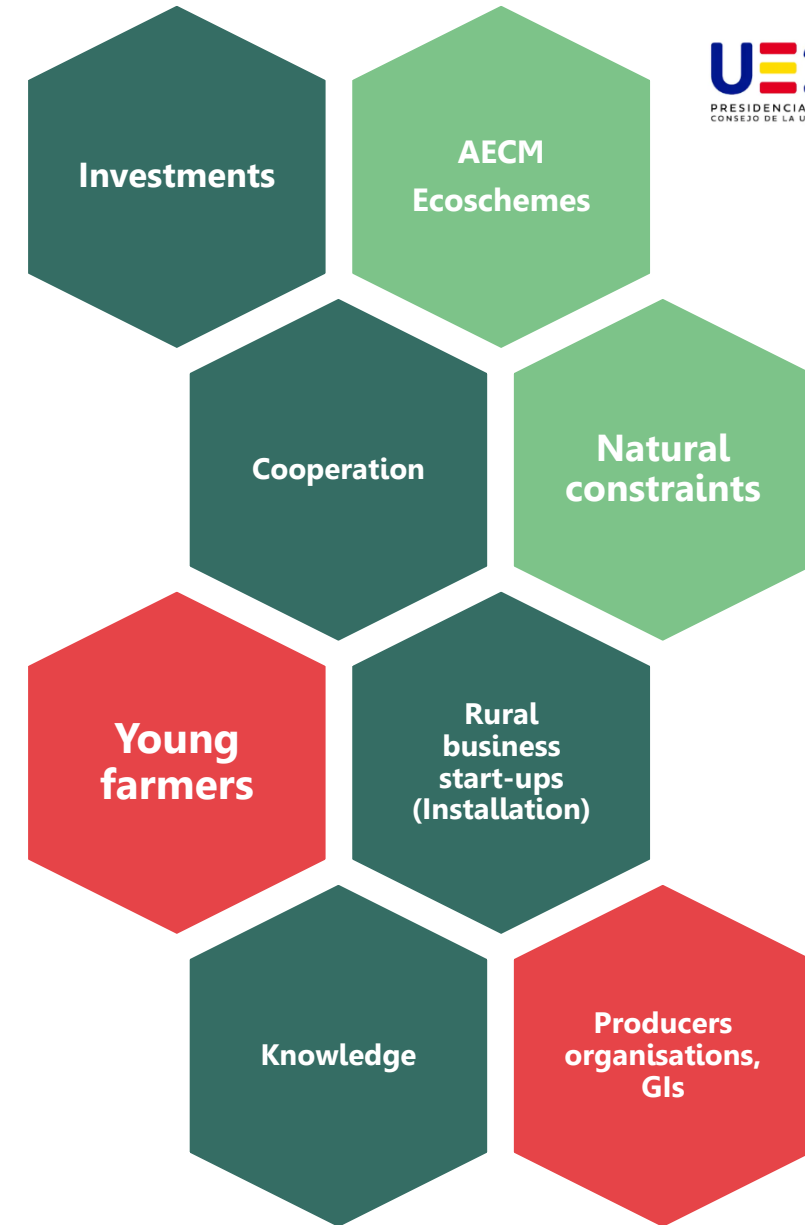 Investments
AECM
Ecoschemes
UE
PRESIDENCIA
CONSEJO DE LA
Cooperation
Natural
constraints
Young
farmers
Rural
business
start-ups
(Installation)
Knowledge
Producers
organisations,
GIs